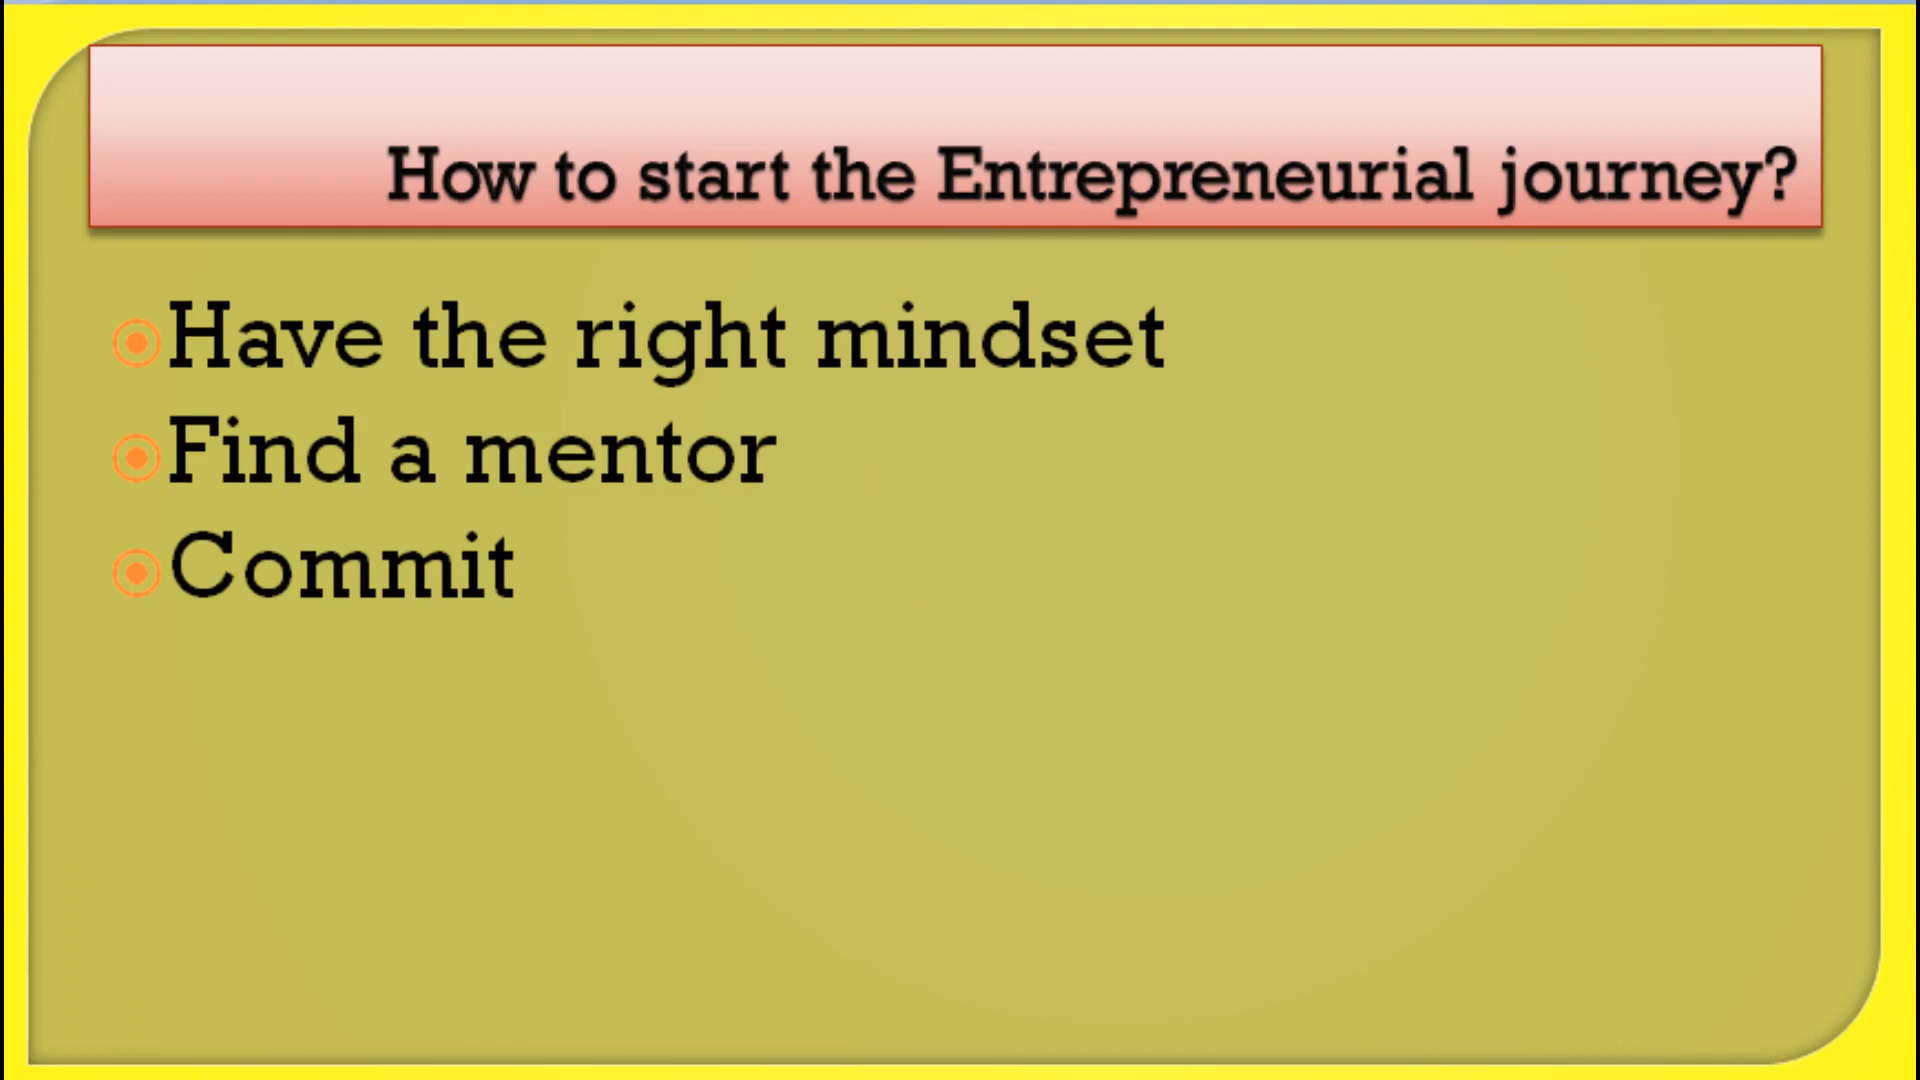 How to start the Entrepreneurial journey?
Have the right mindset
Find a mentor
Commit